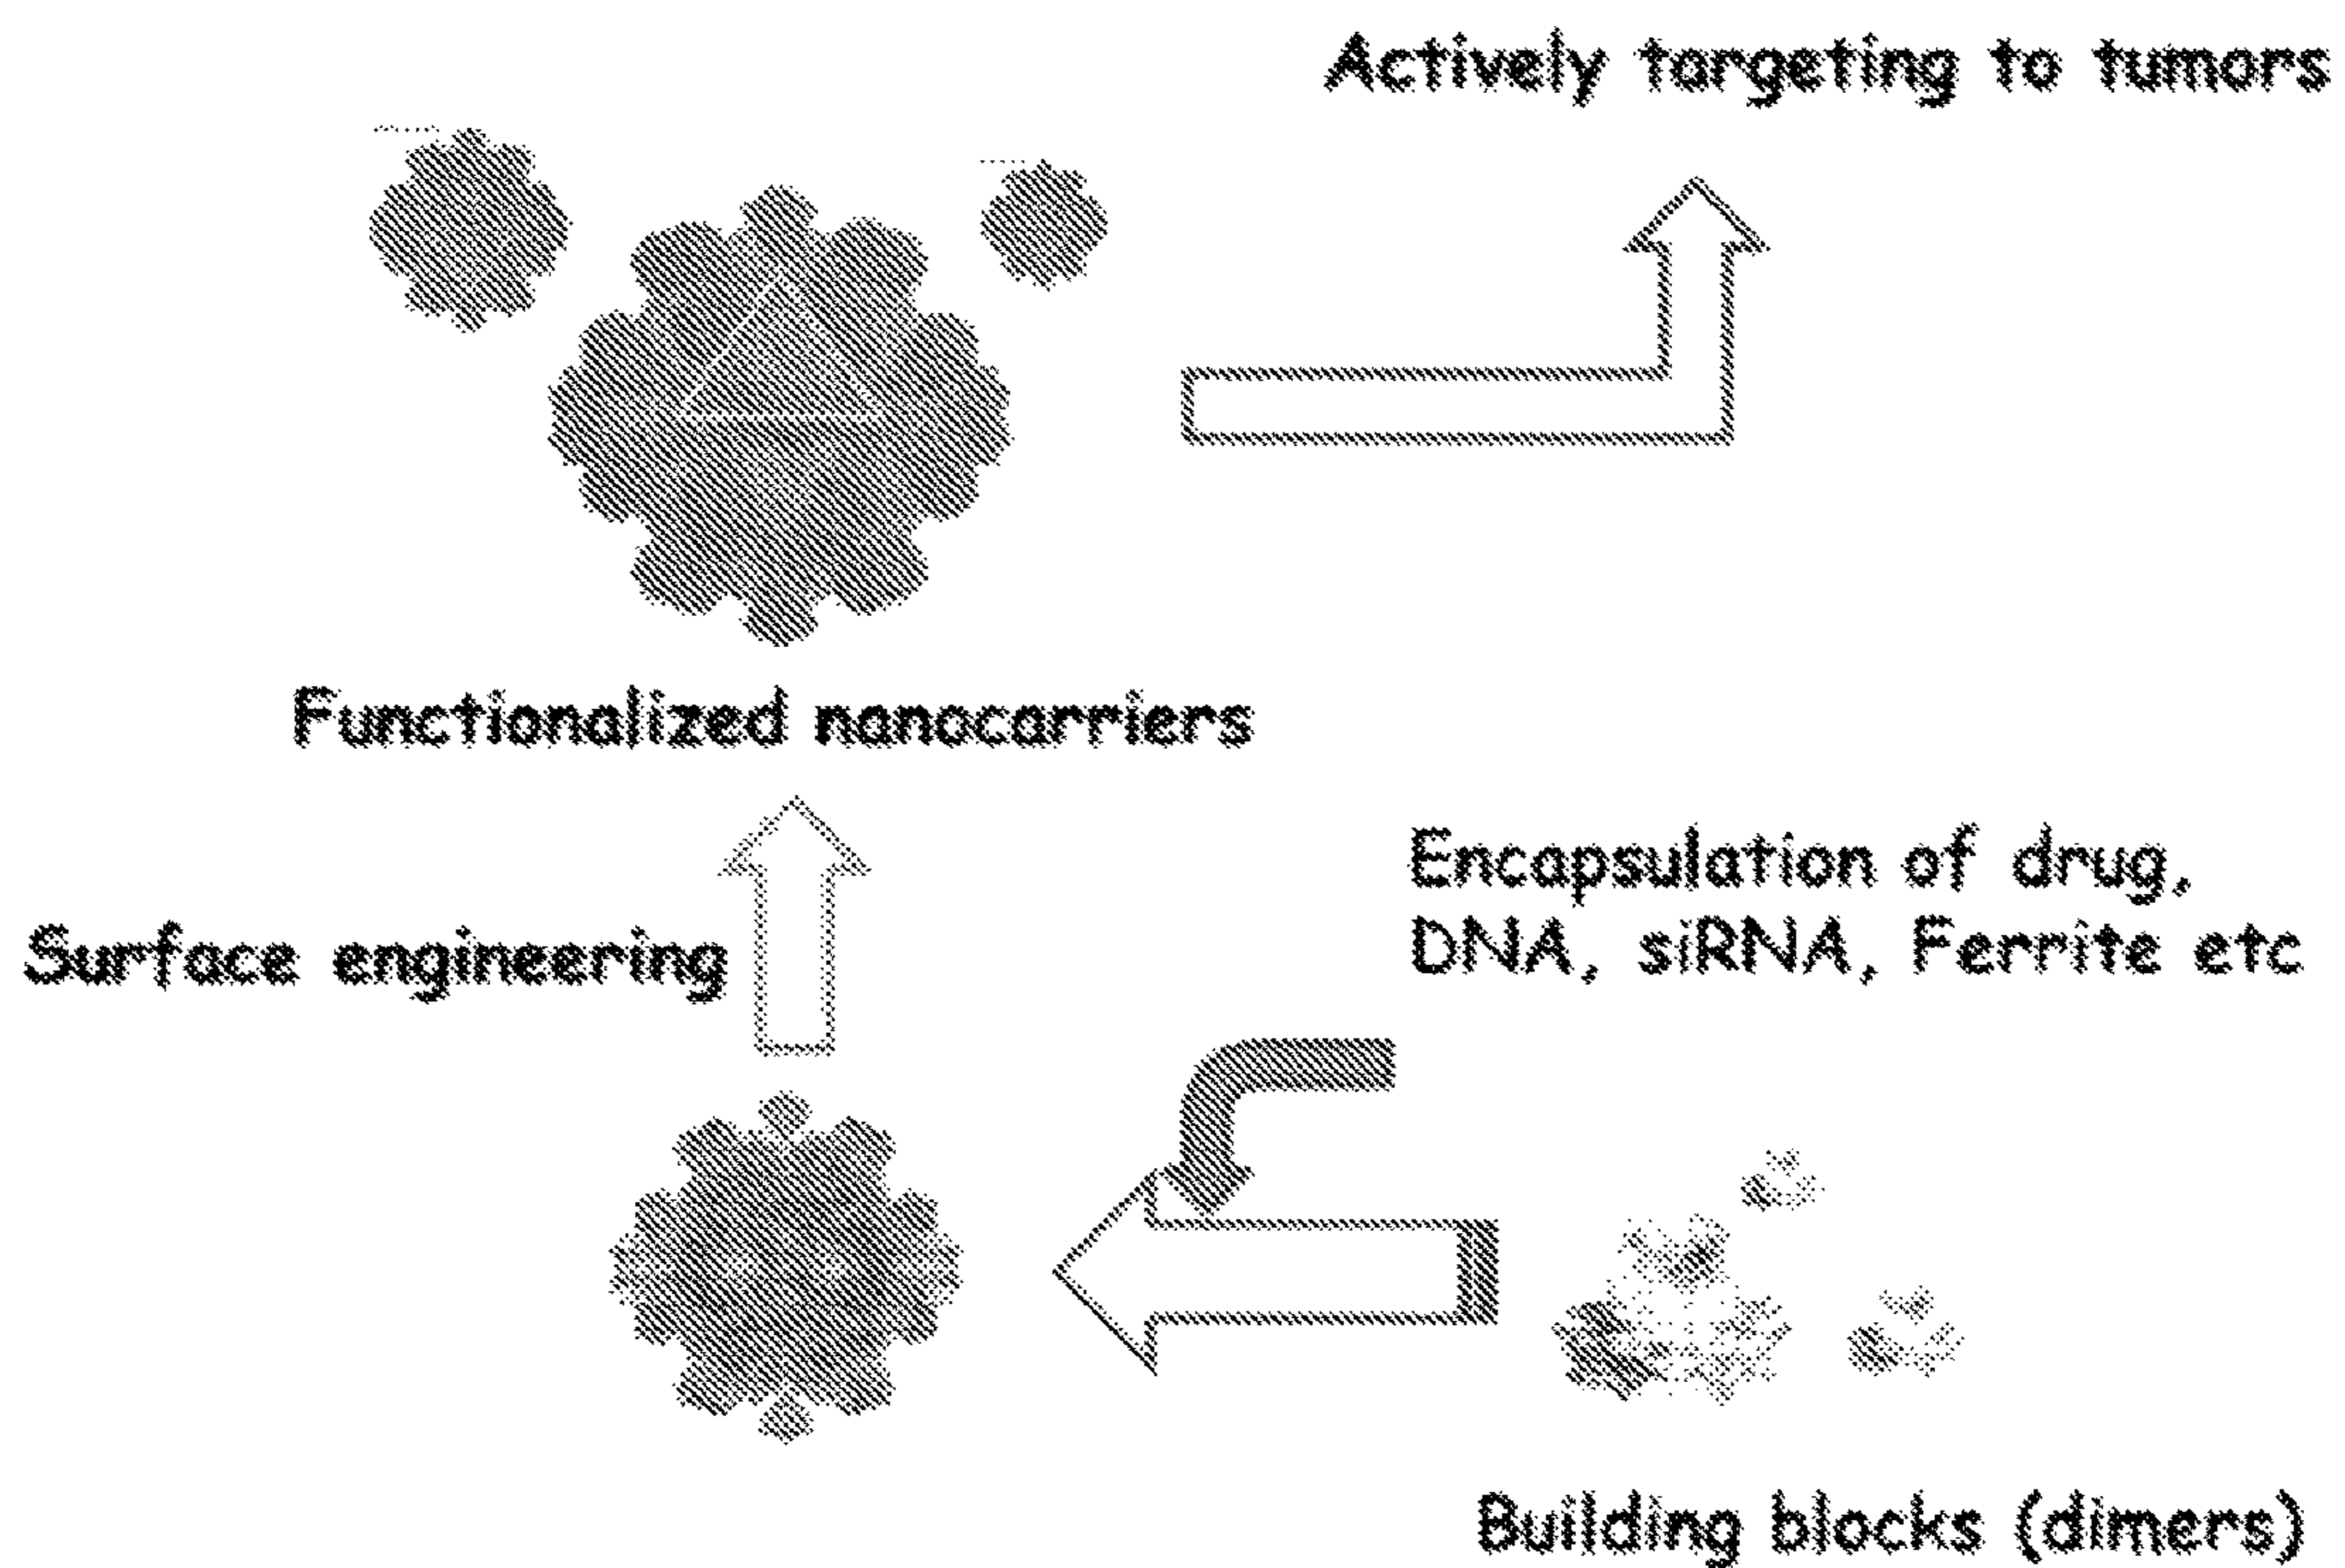 Actively targeting to tumors
Functionalized nanocarriers
Encapsulation of drug,
DNA, siRNA, Ferrite etc
Surface engineering
Building blocks (dimers)